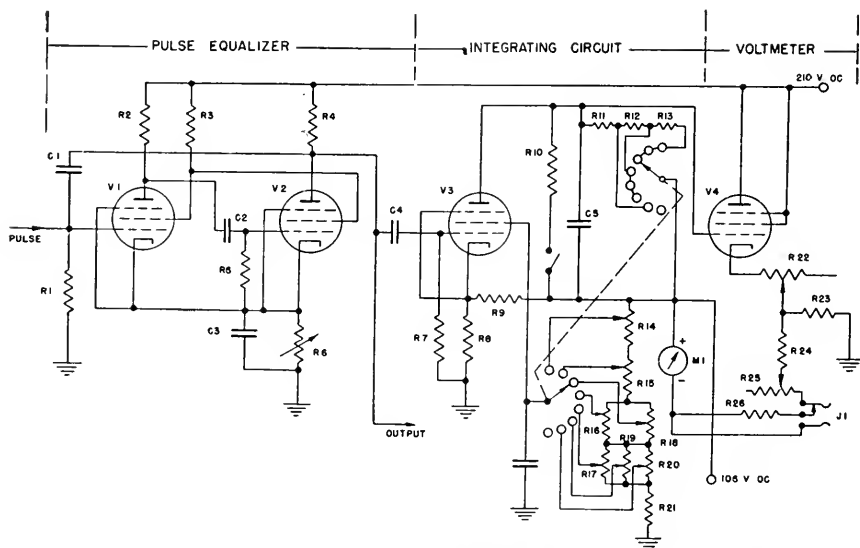 PULSE EQUALIZER
INTEGRATING CIRCUIT
VOLTMETER
210 V DC
R2
R3
R4
R11
R12
R13
R10
C1
V1
V2
V3
V4
C2
C4
C5
PULSE
R5
R22
R1
R9
R23
C3
R6
R7
R8
R14
+
M1
-
R24
R15
R25
R26
J1
R16
R19
R18
OUTPUT
R17
R20
106 V DC
R21